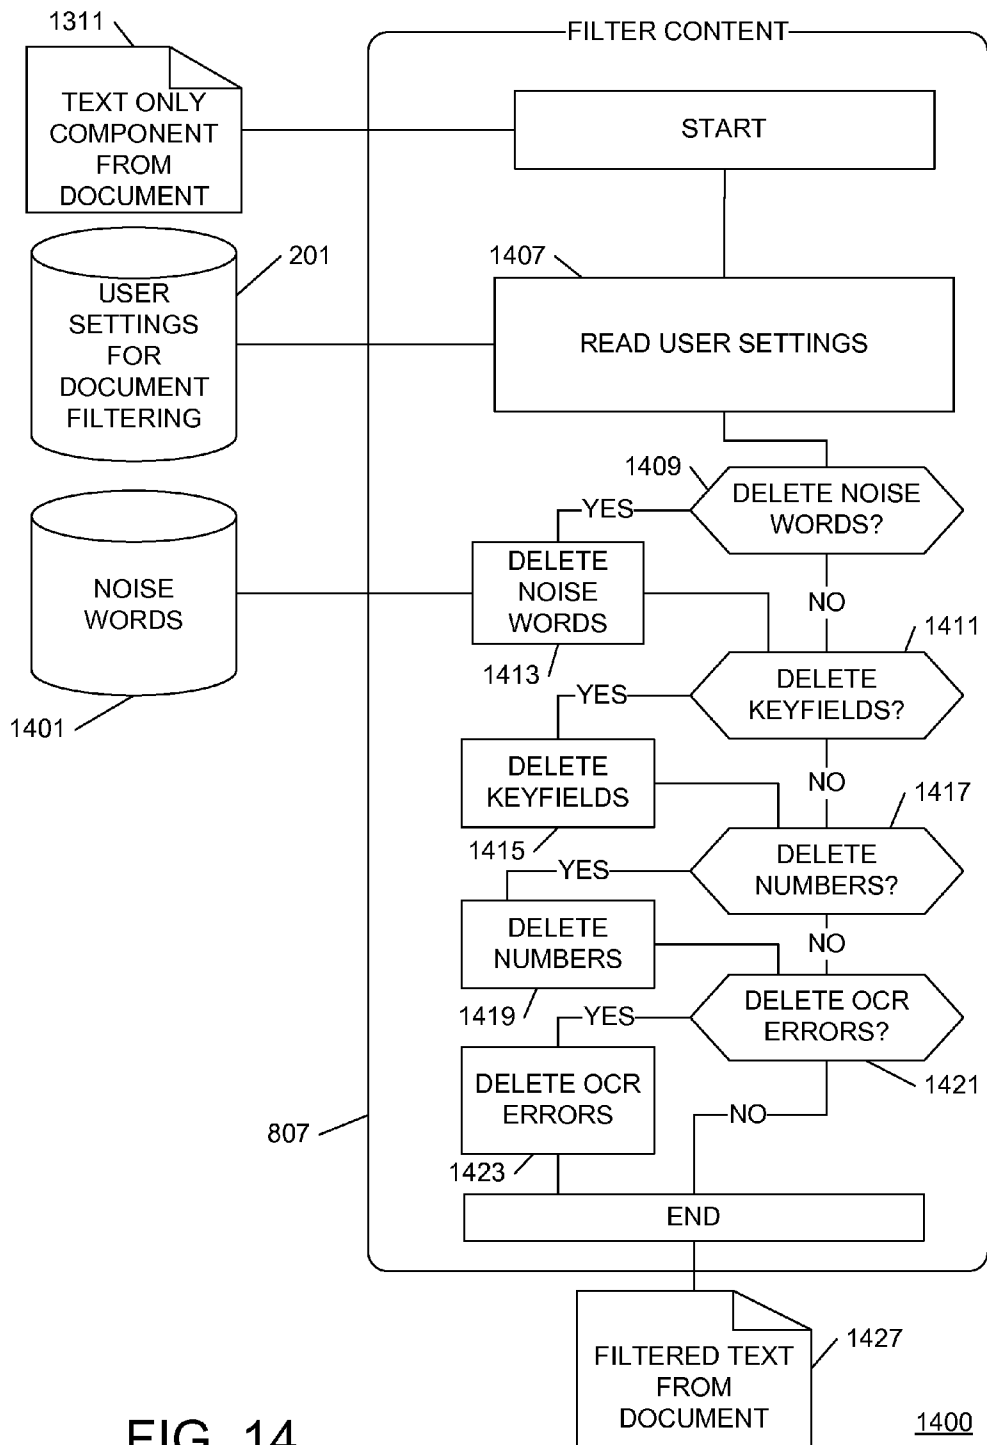 1311
FILTER CONTENT
TEXT ONLY
COMPONENT
FROM
DOCUMENT
START
201
USER
SETTINGS
FOR
DOCUMENT
FILTERING
1407
READ USER SETTINGS
1409
DELETE NOISE
WORDS?
YES
NO
NOISE
WORDS
1401
DELETE
NOISE
WORDS
1413
1411
DELETE
KEYFIELDS?
YES
NO
DELETE
KEYFIELDS
1415
1417
DELETE
NUMBERS?
YES
NO
DELETE
NUMBERS
1419
DELETE OCR
ERRORS?
1421
YES
NO
DELETE OCR
ERRORS
1423
807
END
FILTERED TEXT
FROM
DOCUMENT
1427
1400
FIG. 14